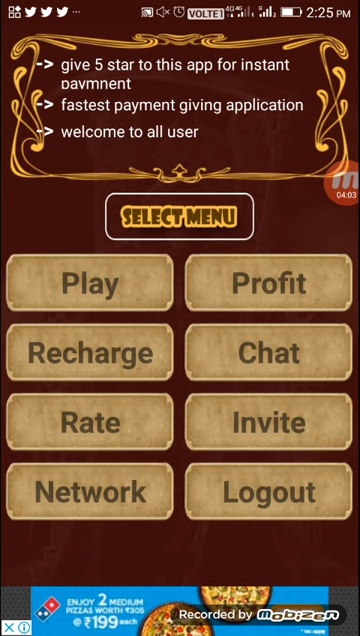 VOLTE1 4G 4G 2:25 PM
-> give 5 star to this app for instant
payment
-> fastest payment giving application
-> welcome to all user
04:03
SELECT MENU
Play Profit
Recharge Chat
Rate Invite
Network Logout
ENJOY 2 MEDIUM
PIZZAS WORTH ₹305
@ ₹199 each
Recorded by mobizen